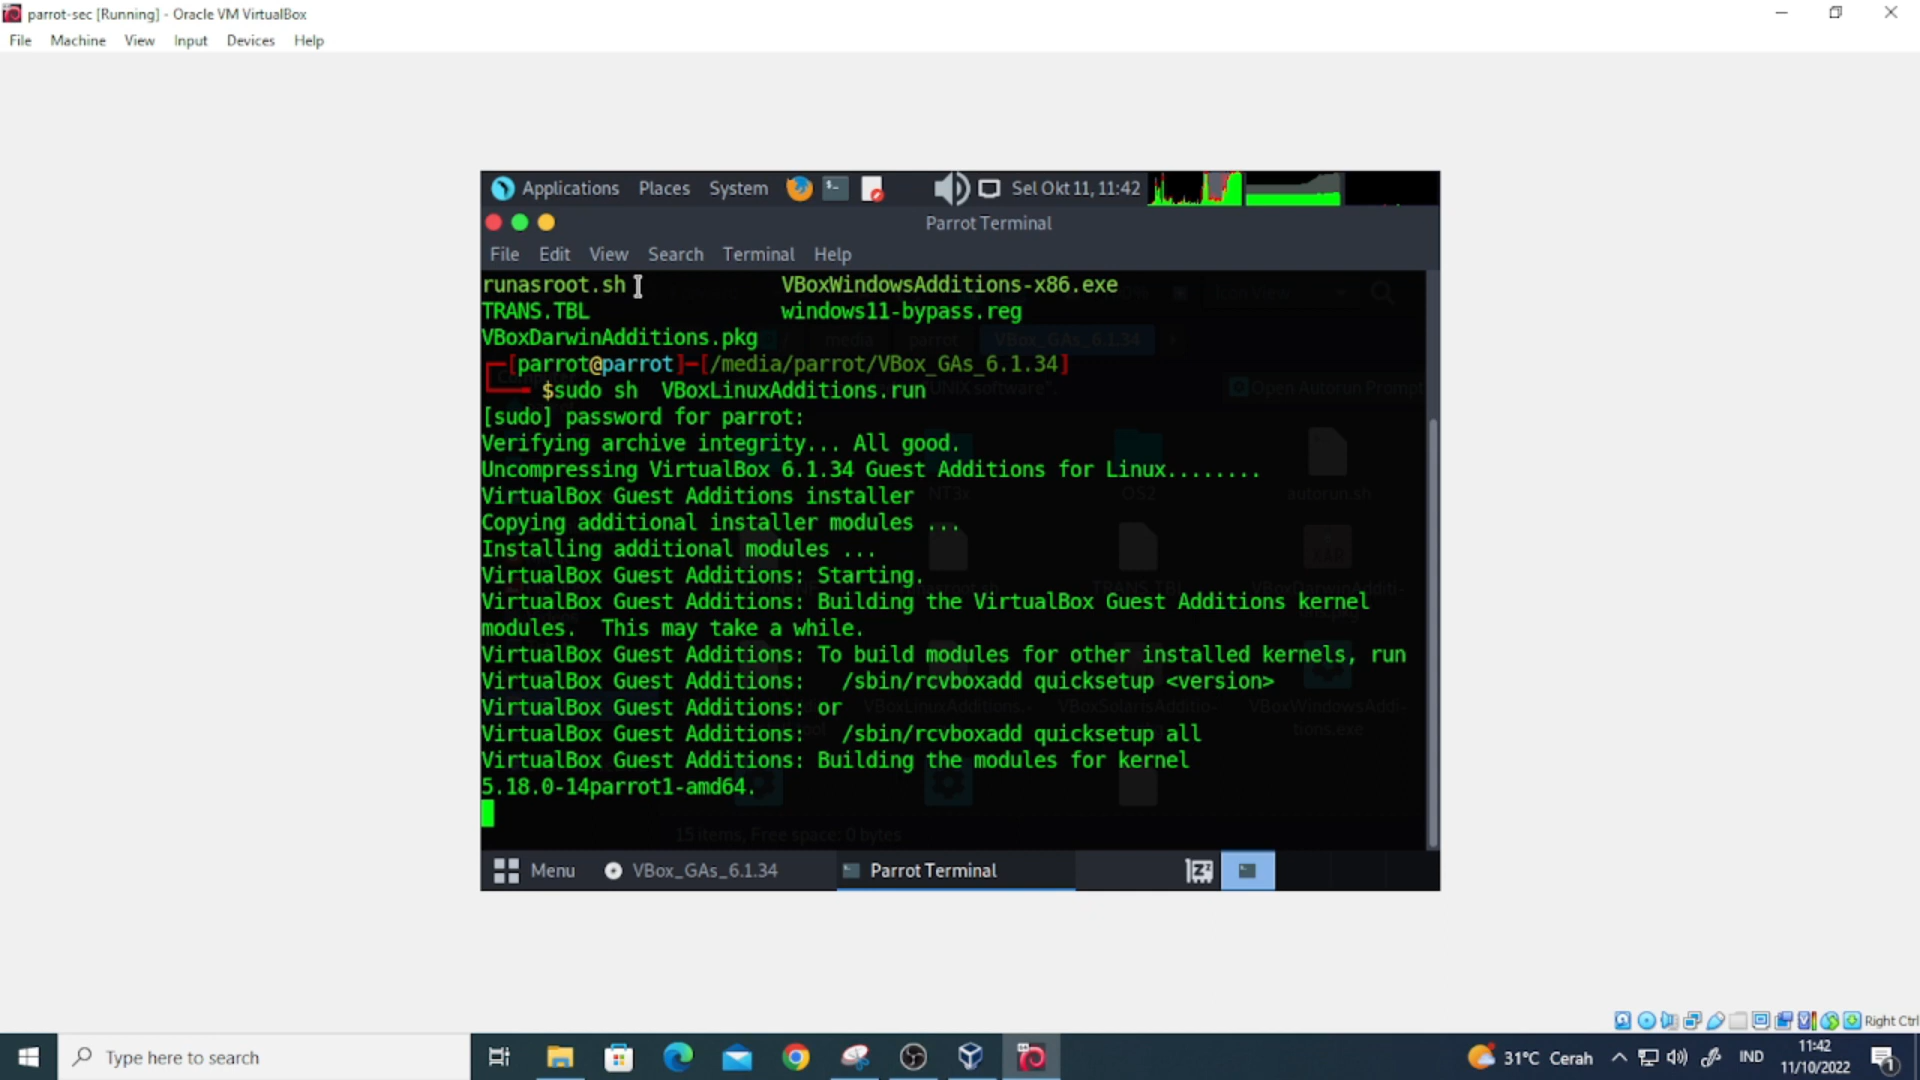 parrot-sec [Running] - Oracle VM VirtualBox
File Machine View Input Devices Help
Applications Places System Sel Okt 11, 11:42
Parrot Terminal
File Edit View Search Terminal Help
runasroot.sh VBoxWindowsAdditions-x86.exe
TRANS.TBL windows11-bypass.reg
VBoxDarwinAdditions.pkg
[parrot@parrot]─[/media/parrot/VBox_GAs_6.1.34]
$sudo sh VBoxLinuxAdditions.run
[sudo] password for parrot:
Verifying archive integrity... All good.
Uncompressing VirtualBox 6.1.34 Guest Additions for Linux........
VirtualBox Guest Additions installer
Copying additional installer modules ...
Installing additional modules ...
VirtualBox Guest Additions: Starting.
VirtualBox Guest Additions: Building the VirtualBox Guest Additions kernel
modules. This may take a while.
VirtualBox Guest Additions: To build modules for other installed kernels, run
VirtualBox Guest Additions: /sbin/rcvboxadd quicksetup <version>
VirtualBox Guest Additions: or
VirtualBox Guest Additions: /sbin/rcvboxadd quicksetup all
VirtualBox Guest Additions: Building the modules for kernel
5.18.0-14parrot1-amd64.
15 items, Free space: 0 bytes
Menu VBox_GAs_6.1.34 Parrot Terminal
Right Ctrl
Type here to search 31°C Cerah IND 11:42
11/10/2022 1